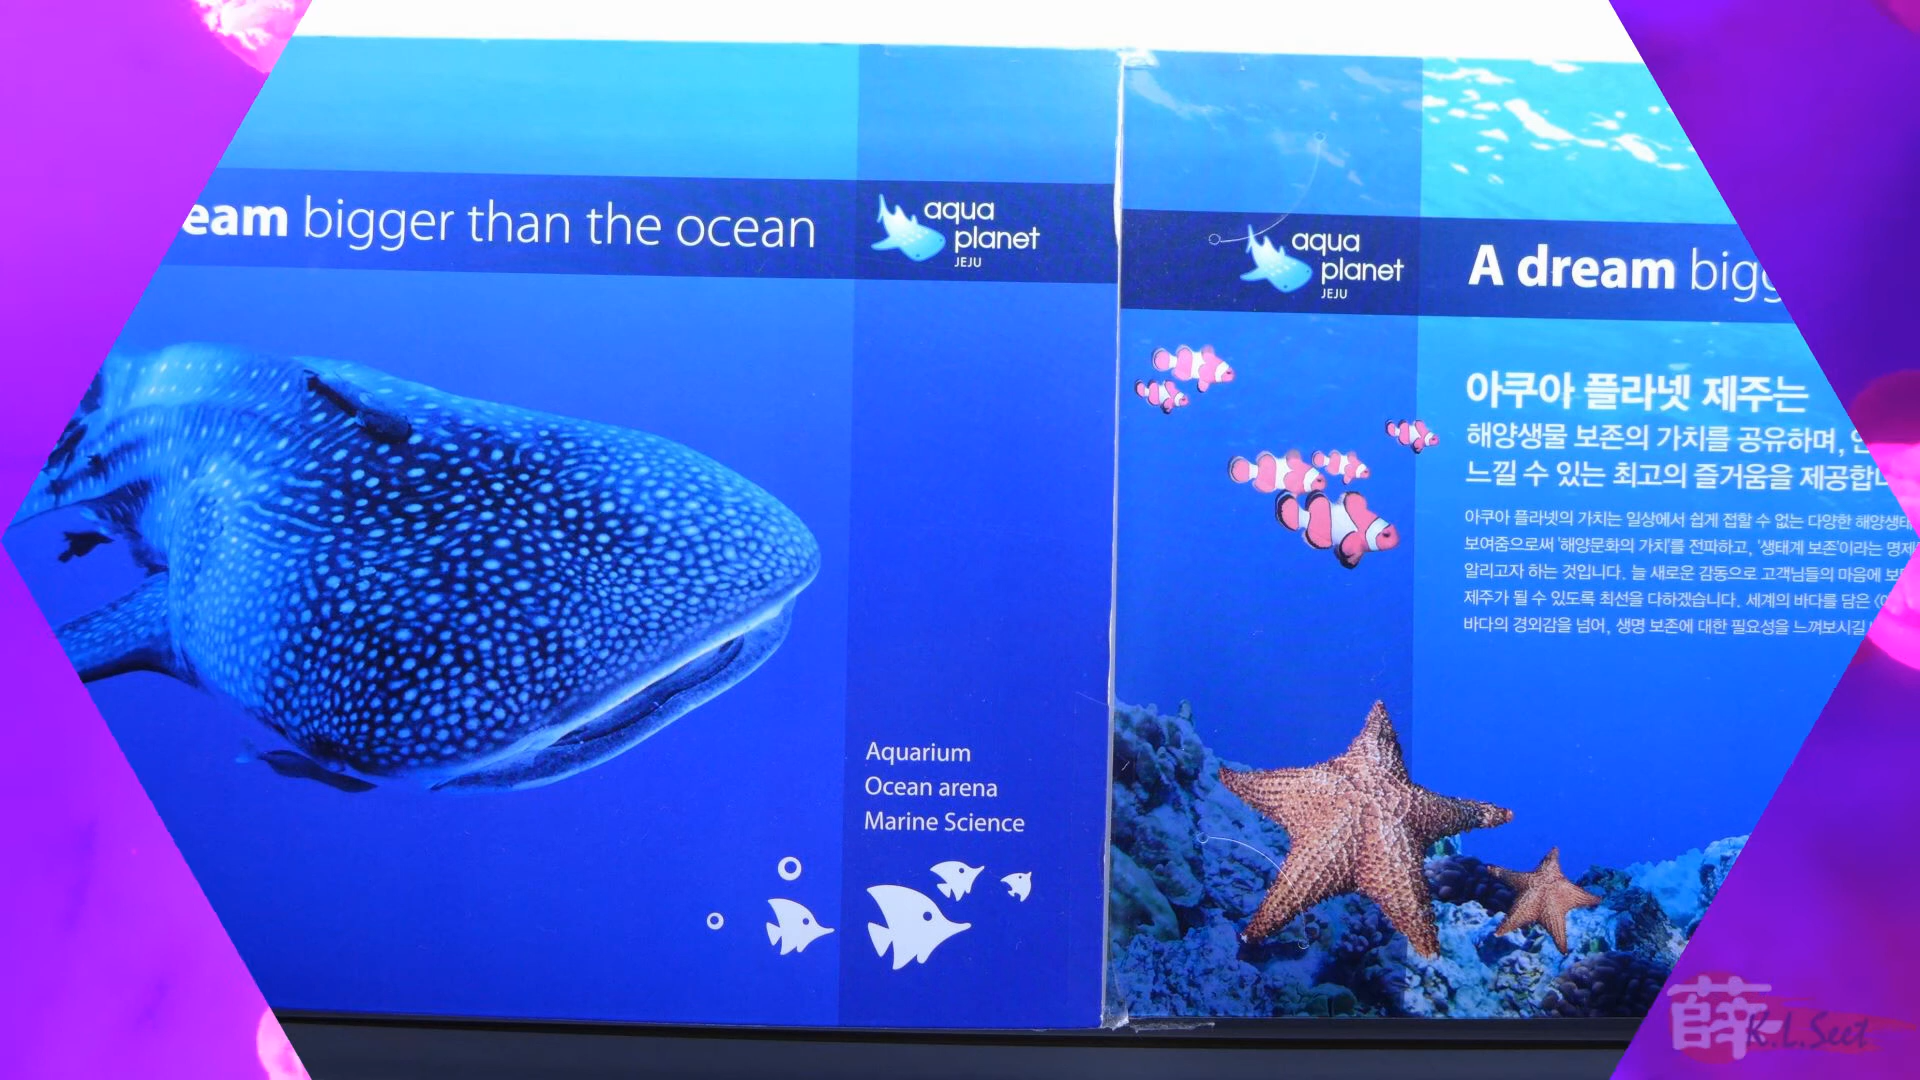 eam bigger than the ocean
aqua
planet
JEJU
Aquarium
Ocean arena
Marine Science
aqua
planet
JEJU
A dream bigg
아쿠아 플라넷 제주는
해양생물 보존의 가치를 공유하며,
느낄 수 있는 최고의 즐거움을 제공합니
아쿠아 플라넷의 가치는 일상에서 쉽게 접할 수 없는 다양한 해양생태
보여줌으로써 '해양문화의 가치'를 전파하고, '생태계 보존'이라는 명제
알리고자 하는 것입니다. 늘 새로운 감동으로 고객님들의 마음에 보
제주가 될 수 있도록 최선을 다하겠습니다. 세계의 바다를 담은
바다의 경외감을 넘어, 생명 보존에 대한 필요성을 느껴보시길
薛 R.L.Seet